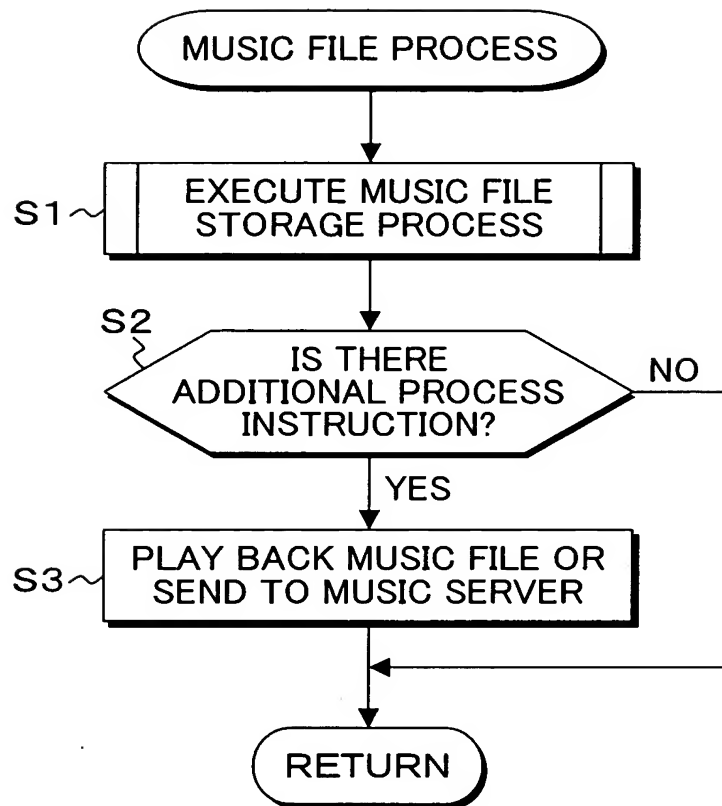 MUSIC FILE PROCESS
S1
EXECUTE MUSIC FILE
STORAGE PROCESS
S2
IS THERE
ADDITIONAL PROCESS
INSTRUCTION?
NO
YES
S3
PLAY BACK MUSIC FILE OR
SEND TO MUSIC SERVER
RETURN